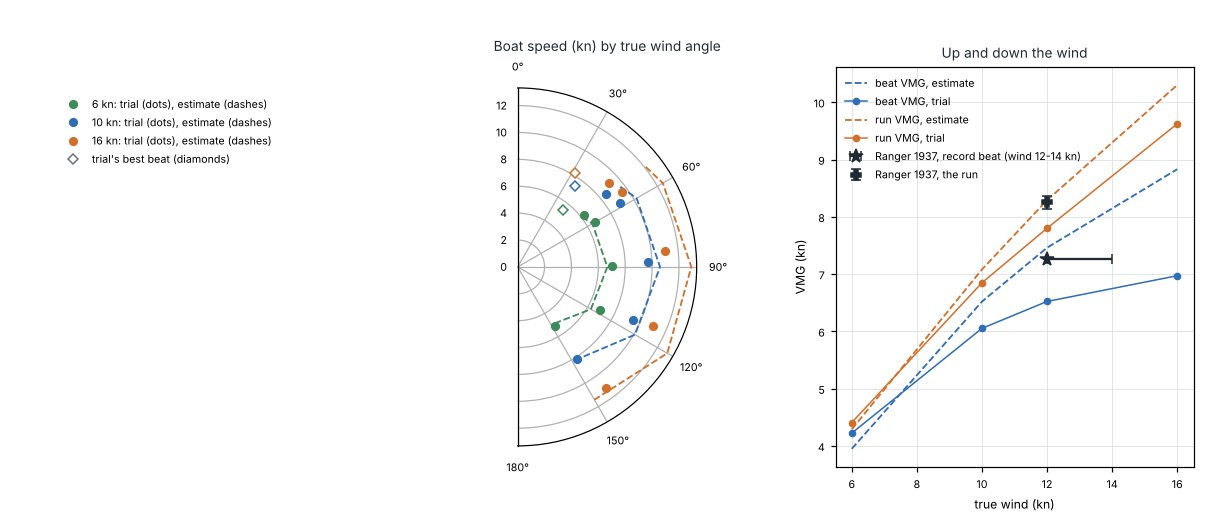 6 kn: trial (dots), estimate (dashes)
10 kn: trial (dots), estimate (dashes)
16 kn: trial (dots), estimate (dashes)
trial's best beat (diamonds)
Boat speed (kn) by true wind angle
0°
30°
60°
90°
120°
150°
180°
12
10
8
6
4
2
0
Up and down the wind
beat VMG, estimate
beat VMG, trial
run VMG, estimate
run VMG, trial
Ranger 1937, record beat (wind 12-14 kn)
Ranger 1937, the run
VMG (kn)
10
9
8
7
6
5
4
6
8
10
12
14
16
true wind (kn)